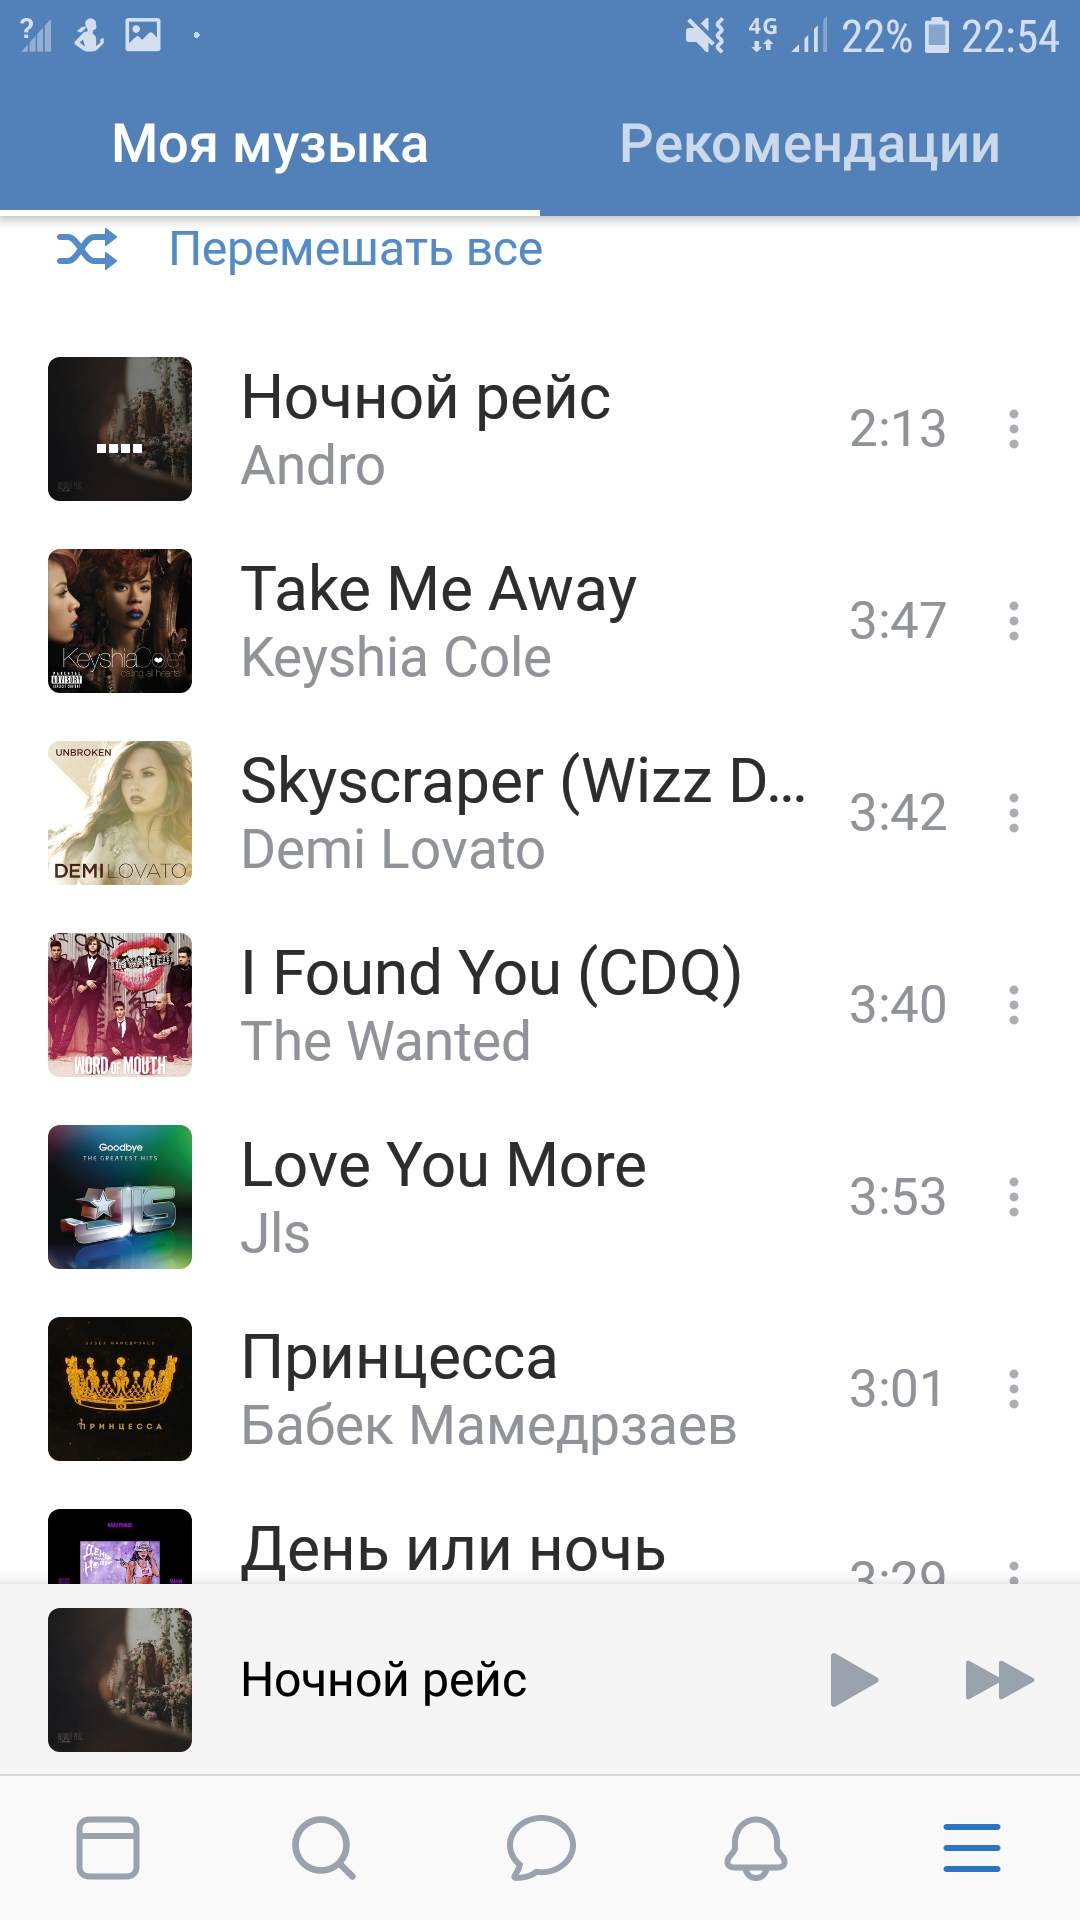 ? 4G 22% 22:54
Моя музыка Рекомендации
Перемешать все
Ночной рейс
2:13
Andro
Take Me Away
3:47
Keyshia Cole
KeyshiaCole
calling all hearts
PARENTAL
ADVISORY
EXPLICIT CONTENT
Skyscraper (Wizz D...
3:42
Demi Lovato
UNBROKEN
DEMI LOVATO
I Found You (CDQ)
3:40
The Wanted
THE WANTED
WORD OF MOUTH
Love You More
3:53
Jls
Goodbye
THE GREATEST HITS
JLS
Принцесса
3:01
Бабек Мамедрзаев
БАБЕК МАМЕДРЗАЕВ
ПРИНЦЕССА
День или ночь
3:29
Ночной рейс